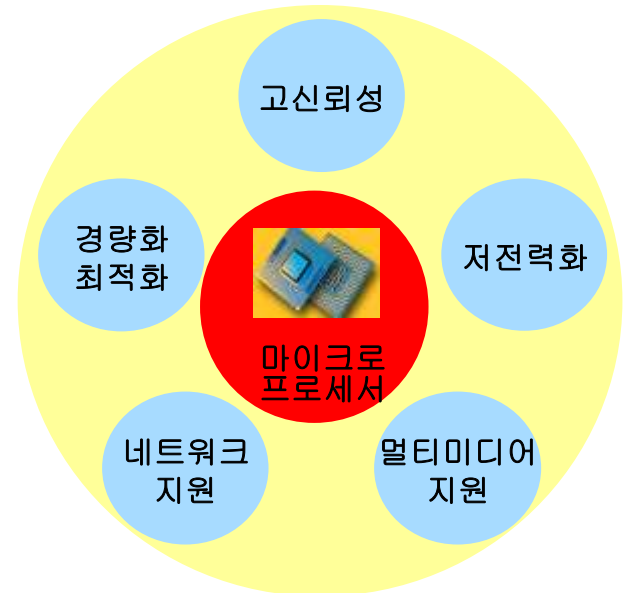 고신뢰성
경량화
최적화
저전력화
마이크로
프로세서
네트워크
지원
멀티미디어
지원